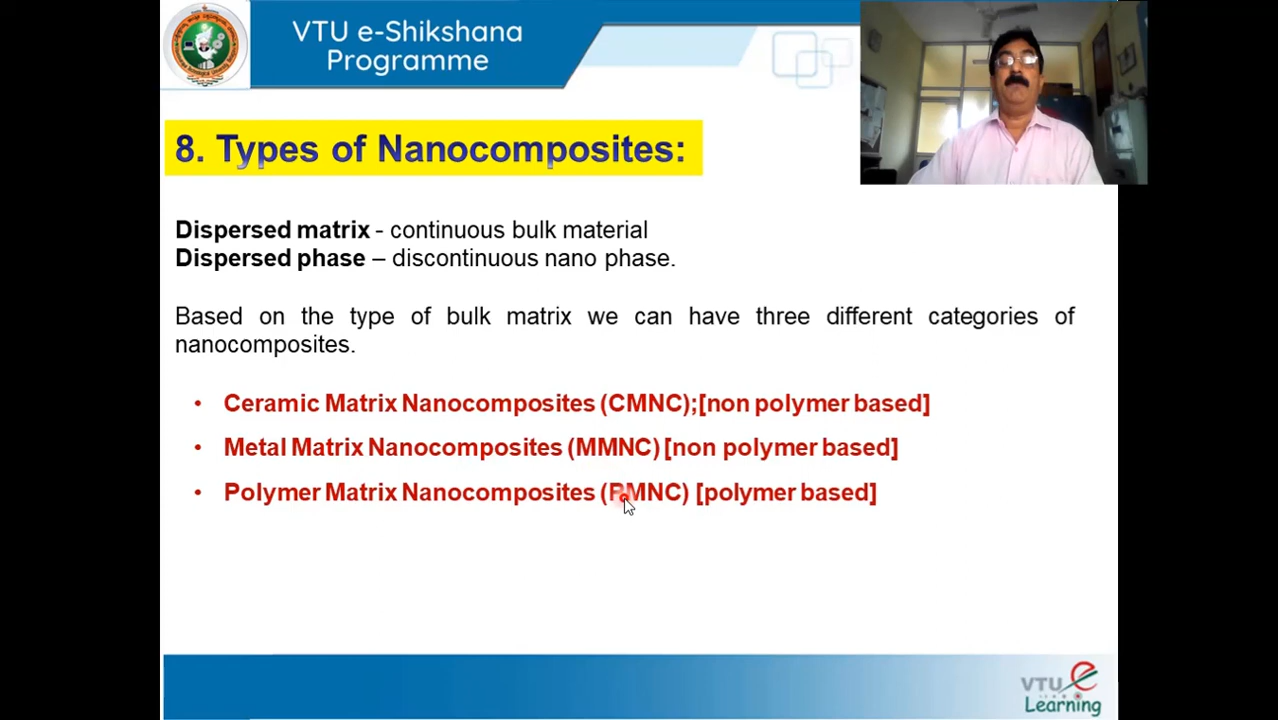 VTU e-Shikshana
Programme
8. Types of Nanocomposites:
Dispersed matrix - continuous bulk material
Dispersed phase – discontinuous nano phase.
Based on the type of bulk matrix we can have three different categories of
nanocomposites.
• Ceramic Matrix Nanocomposites (CMNC);[non polymer based]
• Metal Matrix Nanocomposites (MMNC) [non polymer based]
• Polymer Matrix Nanocomposites (PMNC) [polymer based]
VTU e
Learning